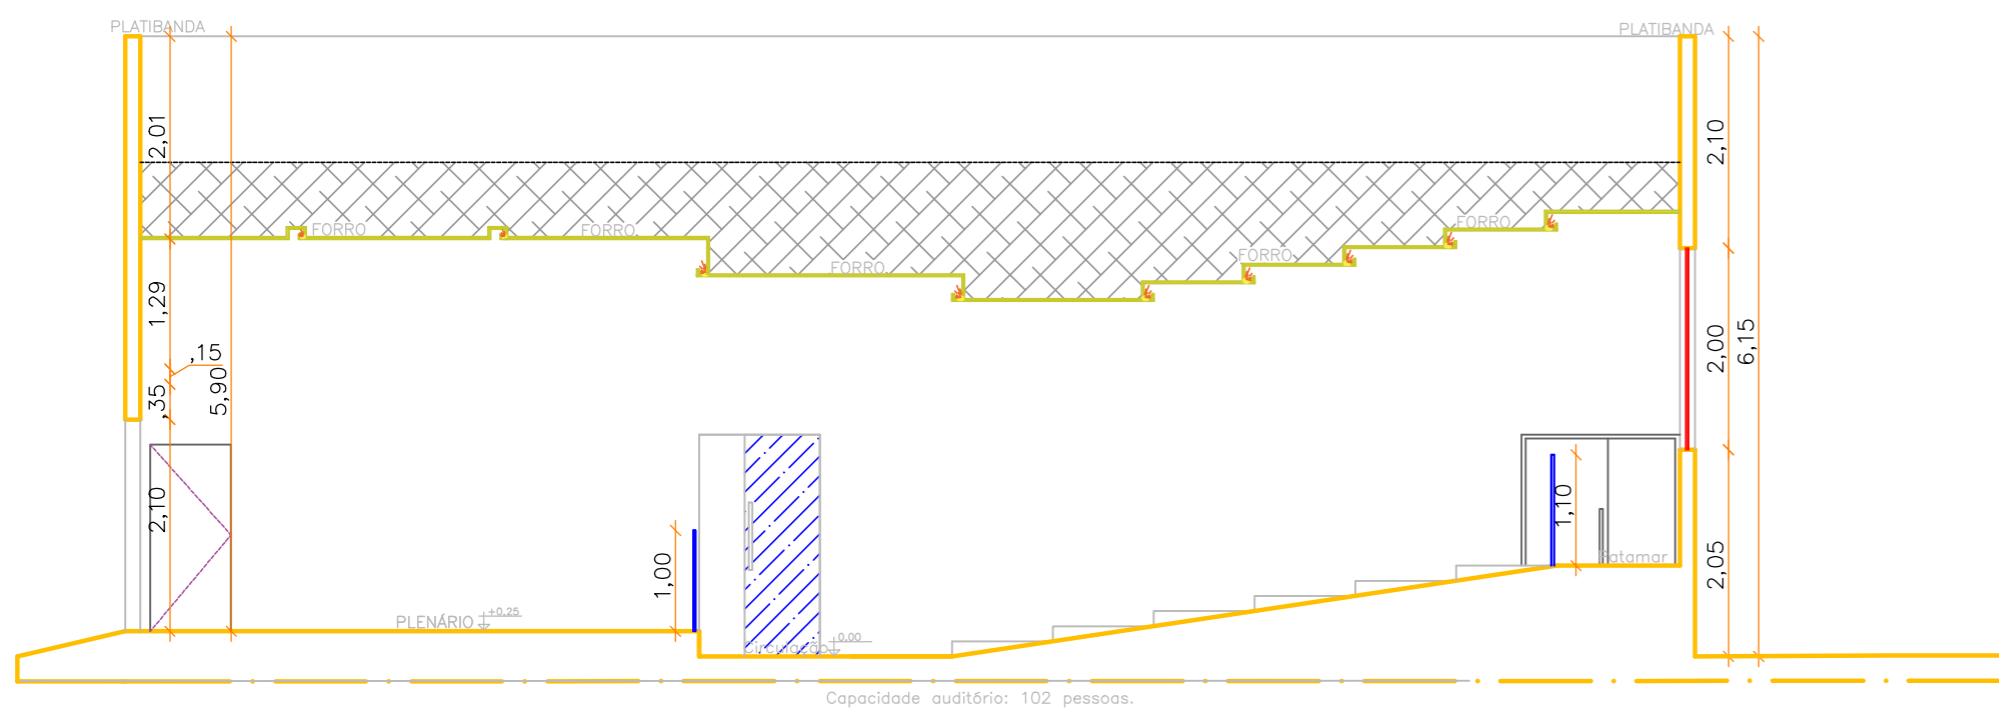 PLATIBANDA
PLATIBANDA
2,01
2,10
FORRO
FORRO
FORRO
FORRO
FORRO
1,29
,15
,35
5,90
2,00
6,15
2,10
1,00
1,10
Patamar
2,05
PLENÁRIO
+0,25
Circulação
0,00
Capacidade auditório: 102 pessoas.